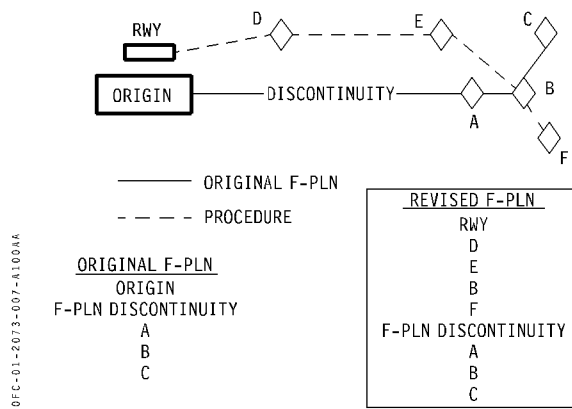 RWY
D
E
C
ORIGIN
DISCONTINUITY
B
A
F
ORIGINAL F-PLN
PROCEDURE
ORIGINAL F-PLN
ORIGIN
F-PLN DISCONTINUITY
A
B
C
REVISED F-PLN
RWY
D
E
B
F
F-PLN DISCONTINUITY
A
B
C
OFC-01-2073-007-A100AA